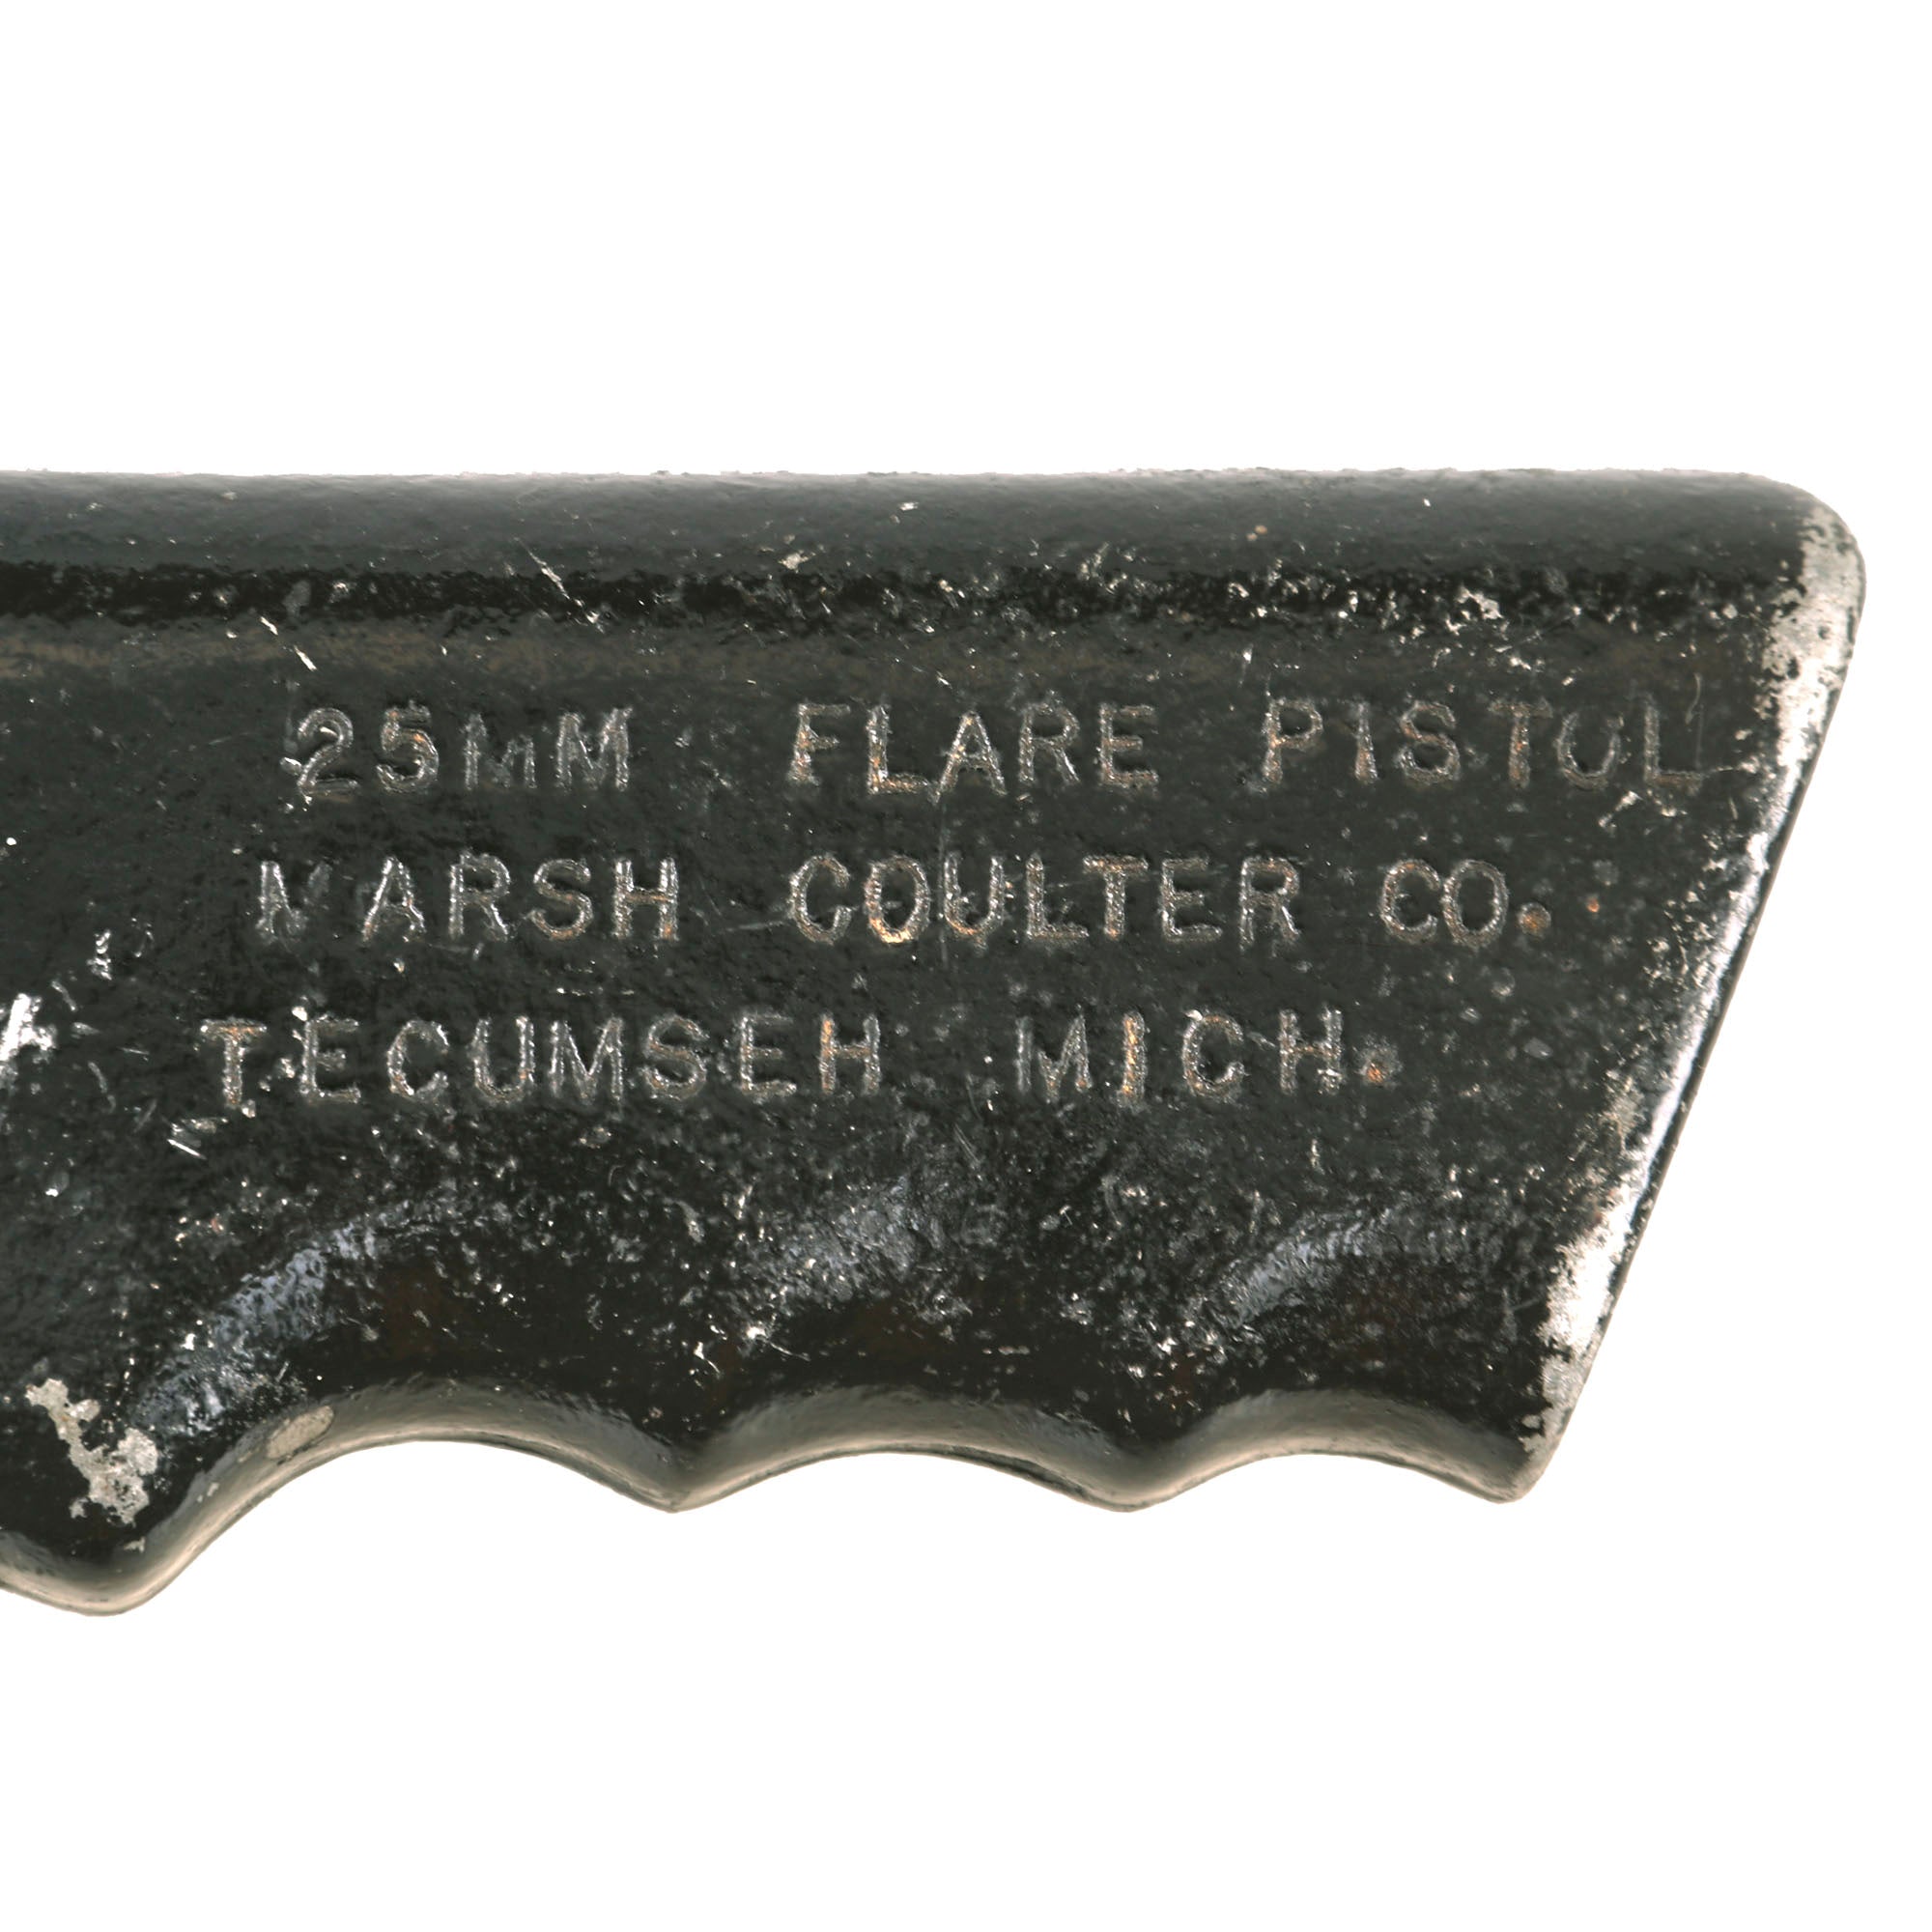 25MM FLARE PISTOL
MARSH COULTER CO.
TECUMSEH MICH.